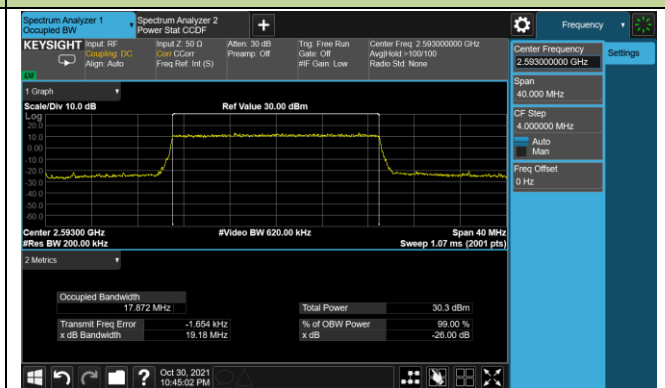 Spectrum Analyzer 1
Occupied BW
Spectrum Analyzer 2
Power Stat CCDF
+
Frequency
KEYSIGHT
Input: RF
Coupling: DC
Align: Auto
Input Z: 50 Ω
Corr CCorr
Freq Ref: Int (S)
Atten: 30 dB
Preamp: Off
Trig: Free Run
Gate: Off
#IF Gain: Low
Center Freq: 2.593000000 GHz
Avg|Hold:>100/100
Radio Std: None
Center Frequency
2.593000000 GHz
Settings
Span
40.000 MHz
CF Step
4.000000 MHz
Auto
Man
Freq Offset
0 Hz
1 Graph
Scale/Div 10.0 dB
Ref Value 30.00 dBm
Log
20.0
10.0
0.00
-10.0
-20.0
-30.0
-40.0
-50.0
-60.0
Center 2.59300 GHz
#Video BW 620.00 kHz
Span 40 MHz
#Res BW 200.00 kHz
Sweep 1.07 ms (2001 pts)
2 Metrics
Occupied Bandwidth
17.872 MHz
Total Power 30.3 dBm
Transmit Freq Error -1.654 kHz
% of OBW Power 99.00 %
x dB Bandwidth 19.18 MHz
x dB -26.00 dB
?
Oct 30, 2021
10:45:02 PM